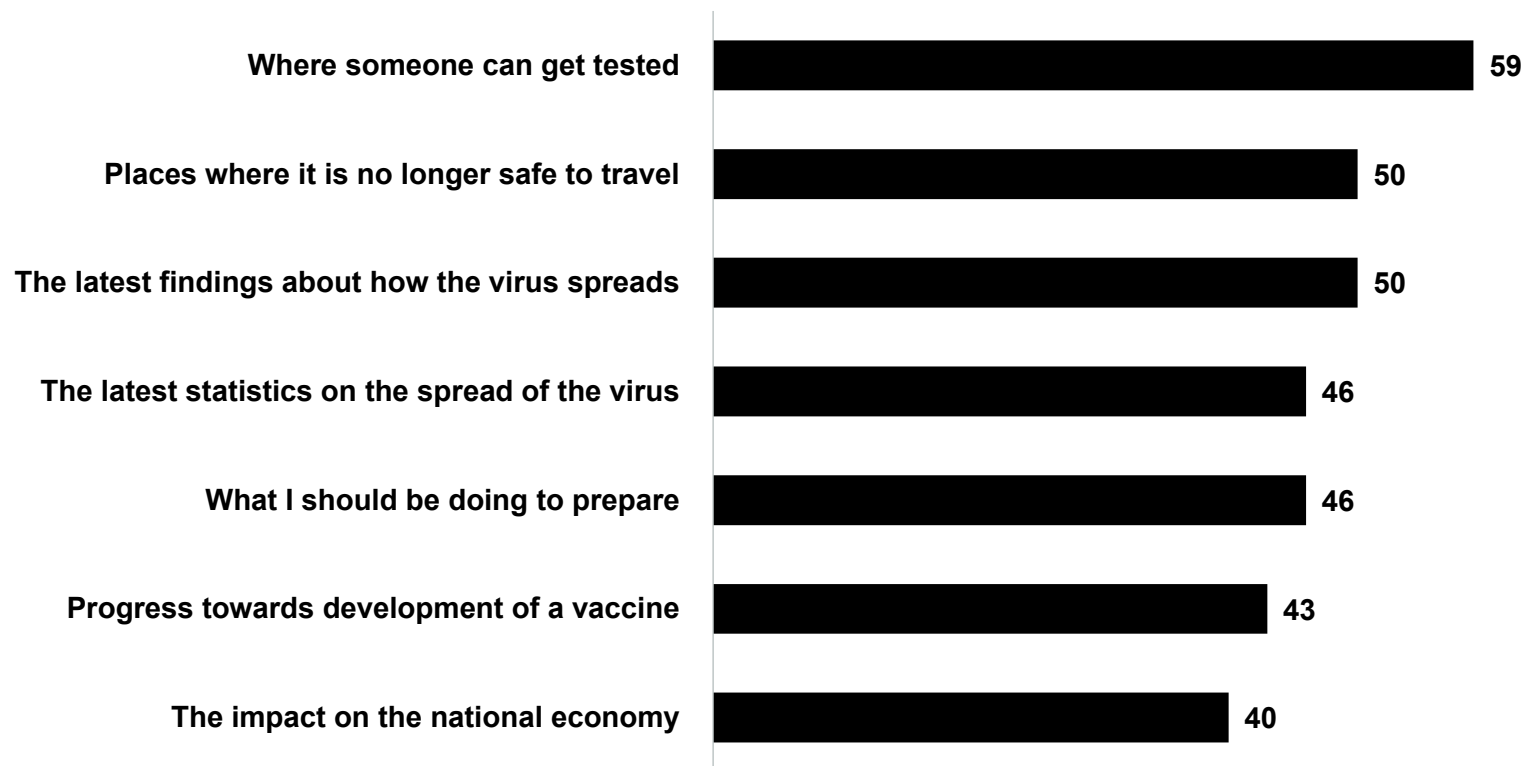 Where someone can get tested 59
Places where it is no longer safe to travel 50
The latest findings about how the virus spreads 50
The latest statistics on the spread of the virus 46
What I should be doing to prepare 46
Progress towards development of a vaccine 43
The impact on the national economy 40